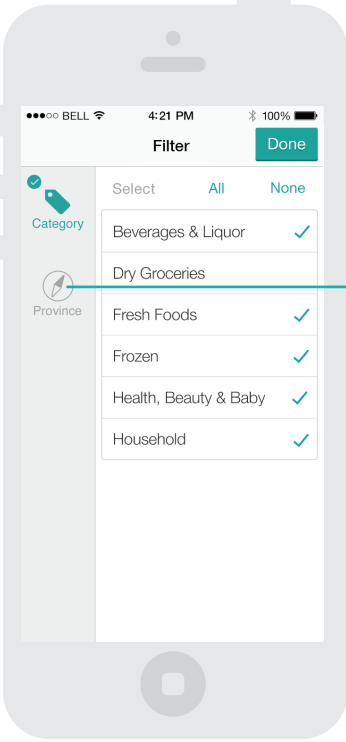 BELL 4:21 PM 100%
Filter Done
Select All None
Category
Beverages & Liquor
Dry Groceries
Province
Fresh Foods
Frozen
Health, Beauty & Baby
Household